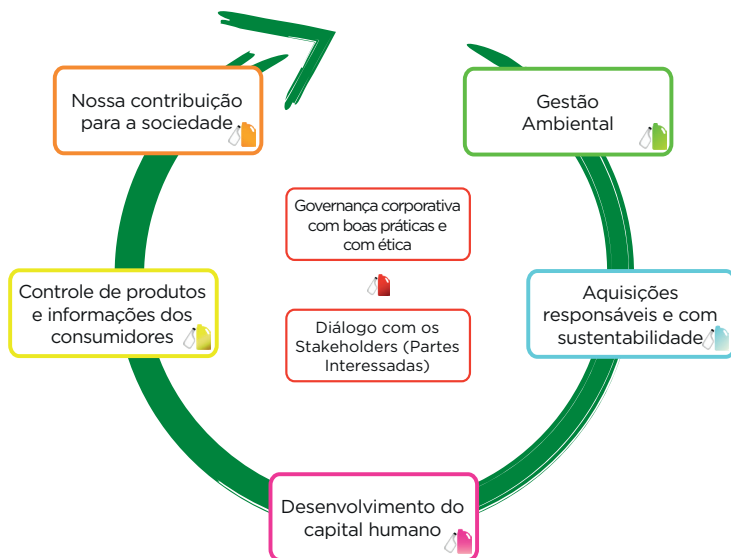 Nossa contribuição
para a sociedade
Gestão
Ambiental
Governança corporativa
com boas práticas e
com ética
Controle de produtos
e informações dos
consumidores
Aquisições
responsáveis e com
sustentabilidade
Diálogo com os
Stakeholders (Partes
Interessadas)
Desenvolvimento do
capital humano